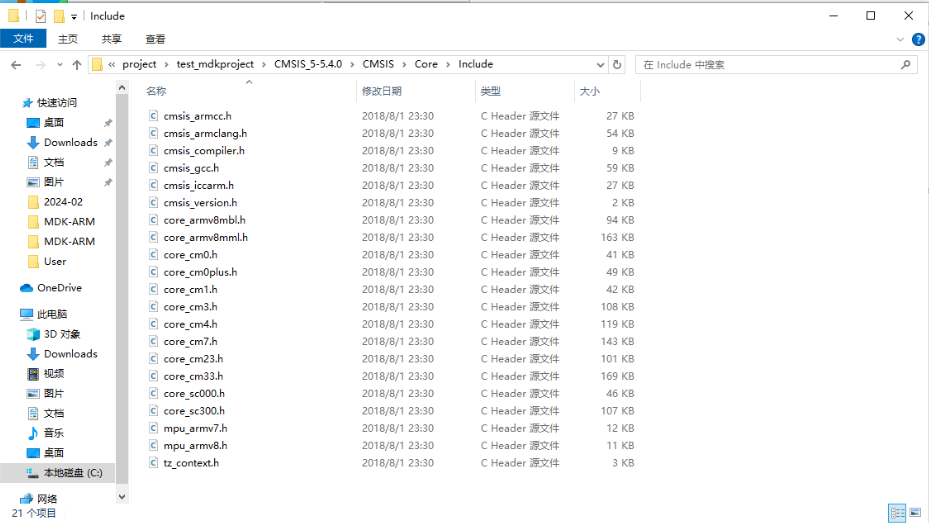 Include
文件 主页 共享 查看
« project › test_mdkproject › CMSIS_5-5.4.0 › CMSIS › Core › Include
在 Include 中搜索
快速访问
桌面
Downloads
文档
图片
2024-02
MDK-ARM
MDK-ARM
User
OneDrive
此电脑
3D 对象
Downloads
视频
图片
文档
音乐
桌面
本地磁盘 (C:)
网络
名称 修改日期 类型 大小
cmsis_armcc.h 2018/8/1 23:30 C Header 源文件 27 KB
cmsis_armclang.h 2018/8/1 23:30 C Header 源文件 54 KB
cmsis_compiler.h 2018/8/1 23:30 C Header 源文件 9 KB
cmsis_gcc.h 2018/8/1 23:30 C Header 源文件 59 KB
cmsis_iccarm.h 2018/8/1 23:30 C Header 源文件 27 KB
cmsis_version.h 2018/8/1 23:30 C Header 源文件 2 KB
core_armv8mbl.h 2018/8/1 23:30 C Header 源文件 94 KB
core_armv8mml.h 2018/8/1 23:30 C Header 源文件 163 KB
core_cm0.h 2018/8/1 23:30 C Header 源文件 41 KB
core_cm0plus.h 2018/8/1 23:30 C Header 源文件 49 KB
core_cm1.h 2018/8/1 23:30 C Header 源文件 42 KB
core_cm3.h 2018/8/1 23:30 C Header 源文件 108 KB
core_cm4.h 2018/8/1 23:30 C Header 源文件 119 KB
core_cm7.h 2018/8/1 23:30 C Header 源文件 143 KB
core_cm23.h 2018/8/1 23:30 C Header 源文件 101 KB
core_cm33.h 2018/8/1 23:30 C Header 源文件 169 KB
core_sc000.h 2018/8/1 23:30 C Header 源文件 46 KB
core_sc300.h 2018/8/1 23:30 C Header 源文件 107 KB
mpu_armv7.h 2018/8/1 23:30 C Header 源文件 12 KB
mpu_armv8.h 2018/8/1 23:30 C Header 源文件 11 KB
tz_context.h 2018/8/1 23:30 C Header 源文件 3 KB
21 个项目